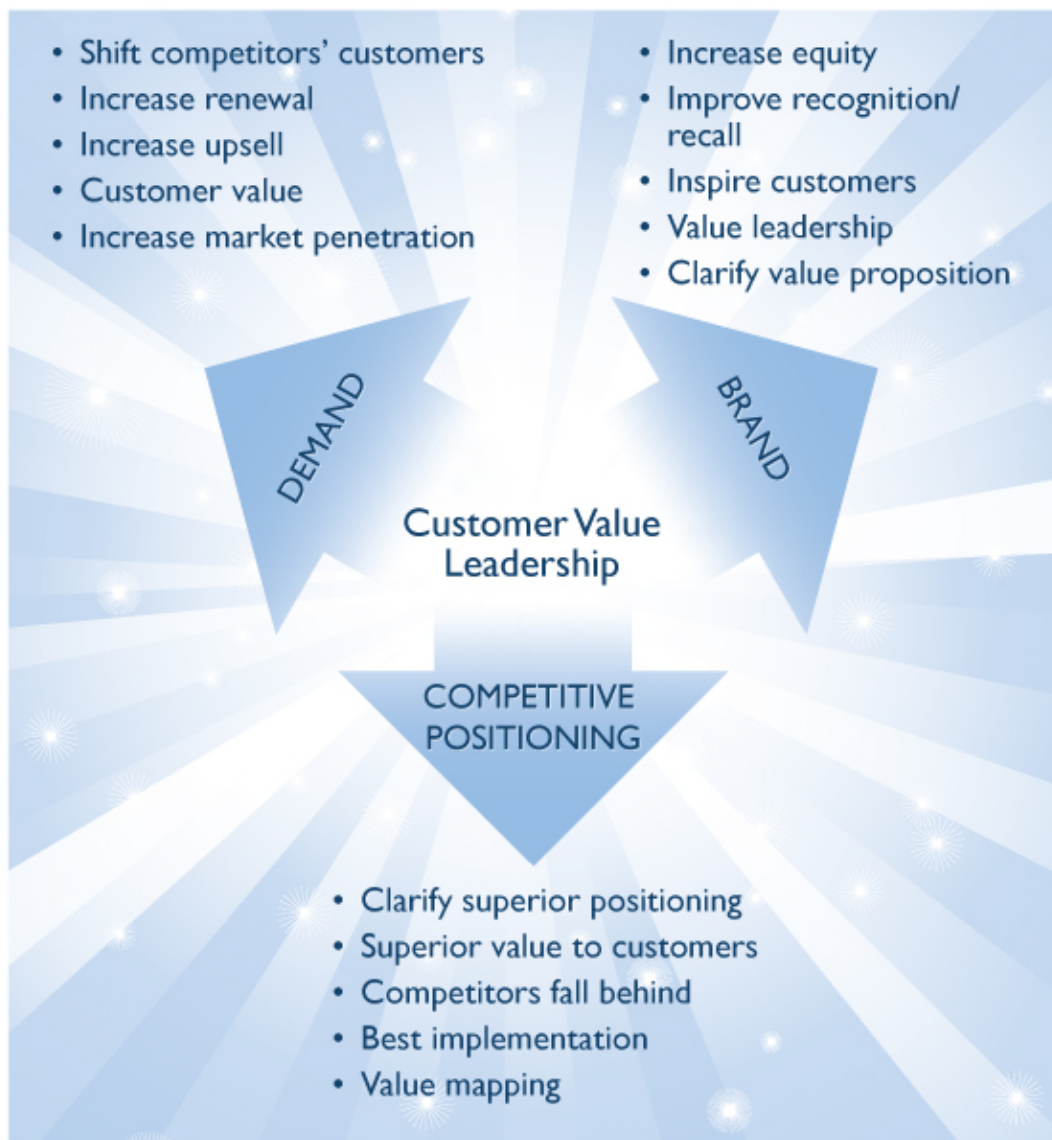 • Shift competitors’ customers
• Increase renewal
• Increase upsell
• Customer value
• Increase market penetration
• Increase equity
• Improve recognition/
recall
• Inspire customers
• Value leadership
• Clarify value proposition
DEMAND
BRAND
Customer Value
Leadership
COMPETITIVE
POSITIONING
• Clarify superior positioning
• Superior value to customers
• Competitors fall behind
• Best implementation
• Value mapping